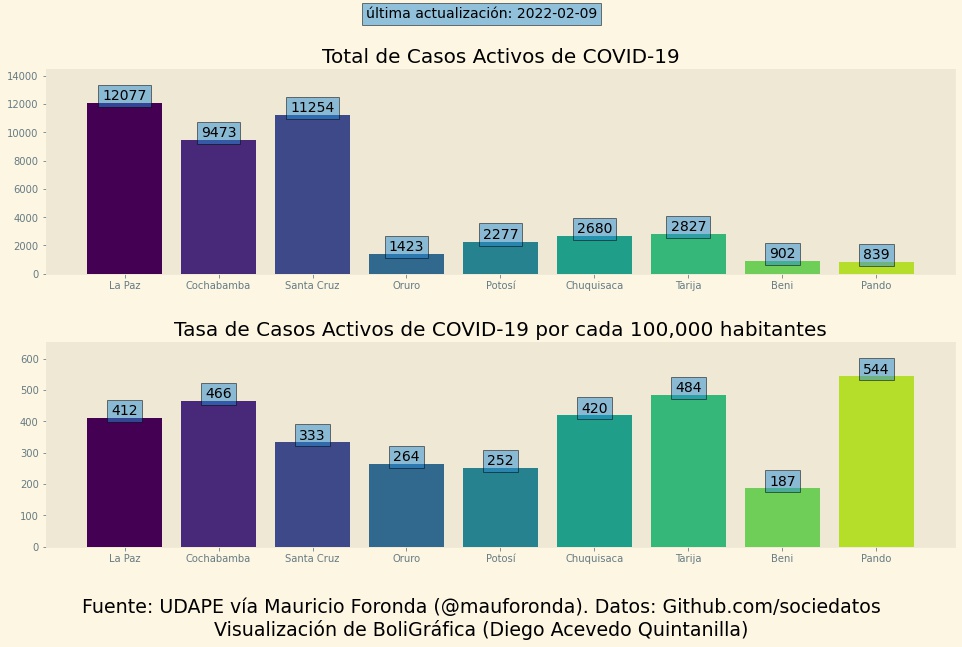 última actualización: 2022-02-09
Total de Casos Activos de COVID-19
14000
12000
10000
8000
6000
4000
2000
0
12077
9473
11254
1423
2277
2680
2827
902
839
La Paz
Cochabamba
Santa Cruz
Oruro
Potosí
Chuquisaca
Tarija
Beni
Pando
Tasa de Casos Activos de COVID-19 por cada 100,000 habitantes
600
500
400
300
200
100
0
412
466
333
264
252
420
484
187
544
La Paz
Cochabamba
Santa Cruz
Oruro
Potosí
Chuquisaca
Tarija
Beni
Pando
Fuente: UDAPE vía Mauricio Foronda (@mauforonda). Datos: Github.com/sociedatos
Visualización de BoliGráfica (Diego Acevedo Quintanilla)